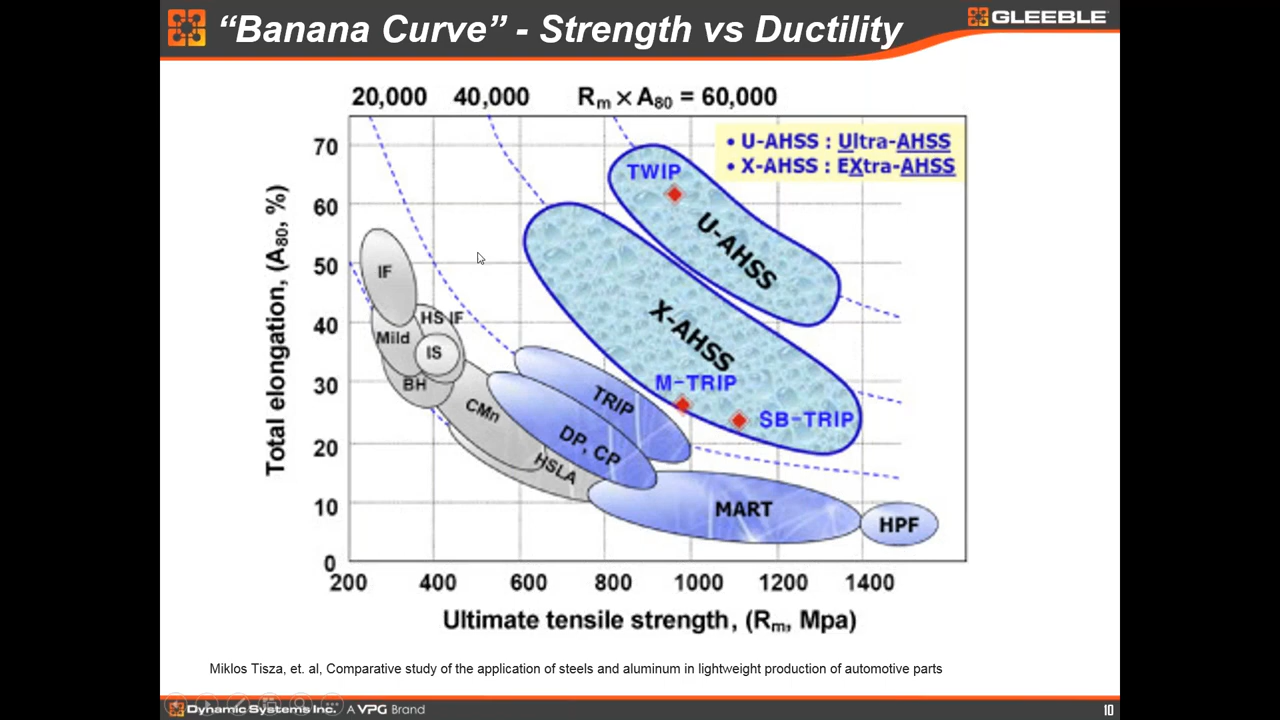 “Banana Curve” - Strength vs Ductility
GLEEBLE®
20,000 40,000 Rm × A80 = 60,000
• U-AHSS : Ultra-AHSS
• X-AHSS : EXtra-AHSS
Total elongation, (A80, %)
70
60
50
40
30
20
10
0
TWIP
U-AHSS
X-AHSS
M-TRIP
SB-TRIP
IF
HS IF
Mild
IS
BH
CMn
HSLA
TRIP
DP, CP
MART
HPF
200 400 600 800 1000 1200 1400
Ultimate tensile strength, (Rm, Mpa)
Miklos Tisza, et. al, Comparative study of the application of steels and aluminum in lightweight production of automotive parts
Dynamic Systems Inc. A VPG Brand
10